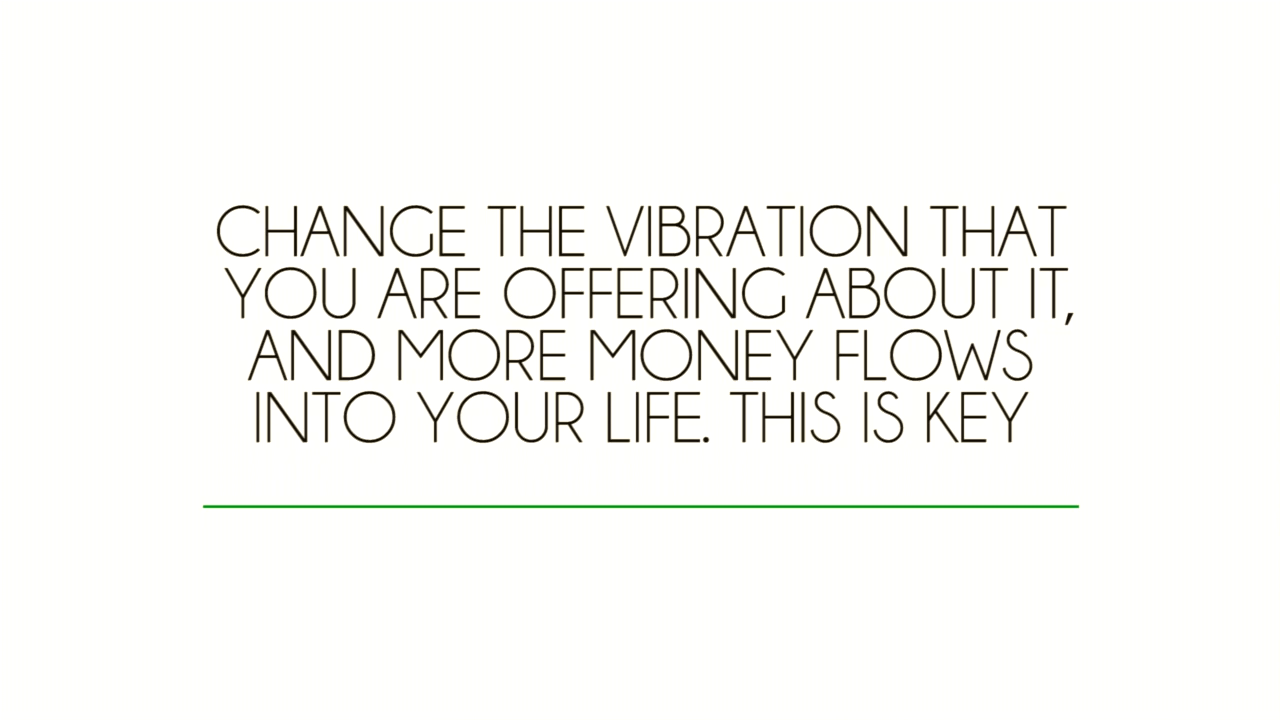 CHANGE THE VIBRATION THAT
YOU ARE OFFERING ABOUT IT,
AND MORE MONEY FLOWS
INTO YOUR LIFE. THIS IS KEY